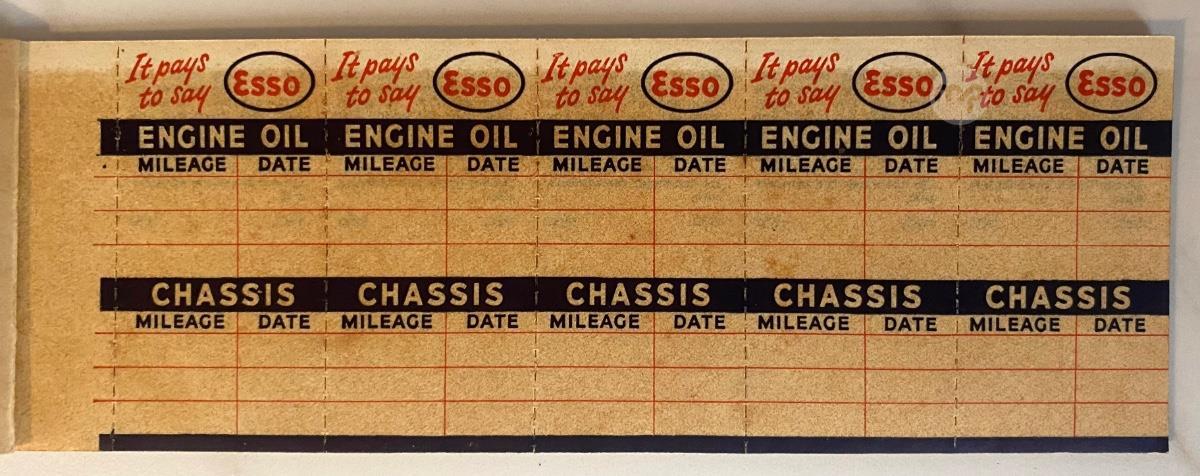 It pays to say Esso It pays to say Esso It pays to say Esso It pays to say Esso It pays to say Esso
ENGINE OIL ENGINE OIL ENGINE OIL ENGINE OIL ENGINE OIL
MILEAGE DATE MILEAGE DATE MILEAGE DATE MILEAGE DATE MILEAGE DATE
CHASSIS CHASSIS CHASSIS CHASSIS CHASSIS
MILEAGE DATE MILEAGE DATE MILEAGE DATE MILEAGE DATE MILEAGE DATE